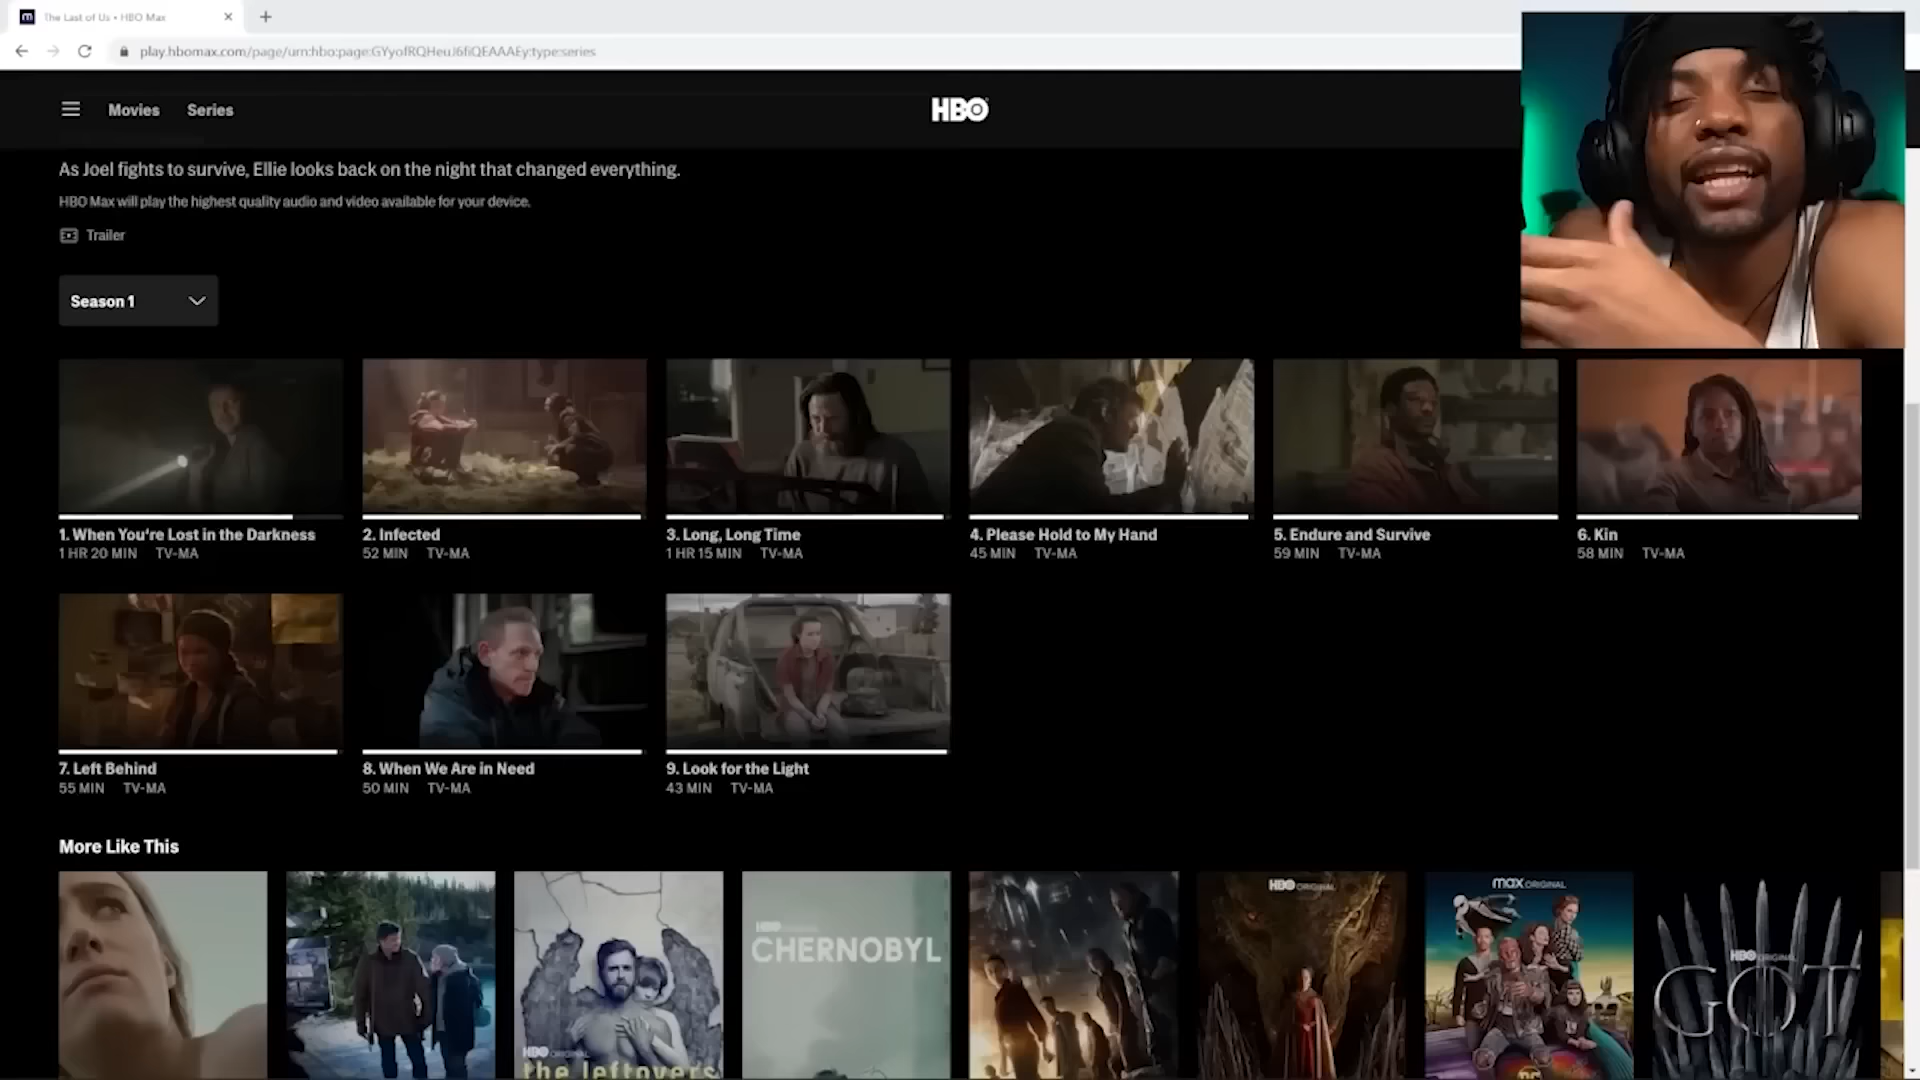 The Last of Us • HBO Max
play.hbomax.com/page/urn:hbo:page:GYyofRQHeuJ6fiQEAAAEy:type:series
Movies Series HBO
As Joel fights to survive, Ellie looks back on the night that changed everything.
HBO Max will play the highest quality audio and video available for your device.
Trailer
Season 1
1. When You're Lost in the Darkness
1 HR 20 MIN TV-MA
2. Infected
52 MIN TV-MA
3. Long, Long Time
1 HR 15 MIN TV-MA
4. Please Hold to My Hand
45 MIN TV-MA
5. Endure and Survive
59 MIN TV-MA
6. Kin
58 MIN TV-MA
7. Left Behind
55 MIN TV-MA
8. When We Are in Need
50 MIN TV-MA
9. Look for the Light
43 MIN TV-MA
More Like This
HBO ORIGINAL
the leftovers
HBO ORIGINAL
CHERNOBYL
HBO ORIGINAL
max ORIGINAL
DC
HBO ORIGINAL
GOT